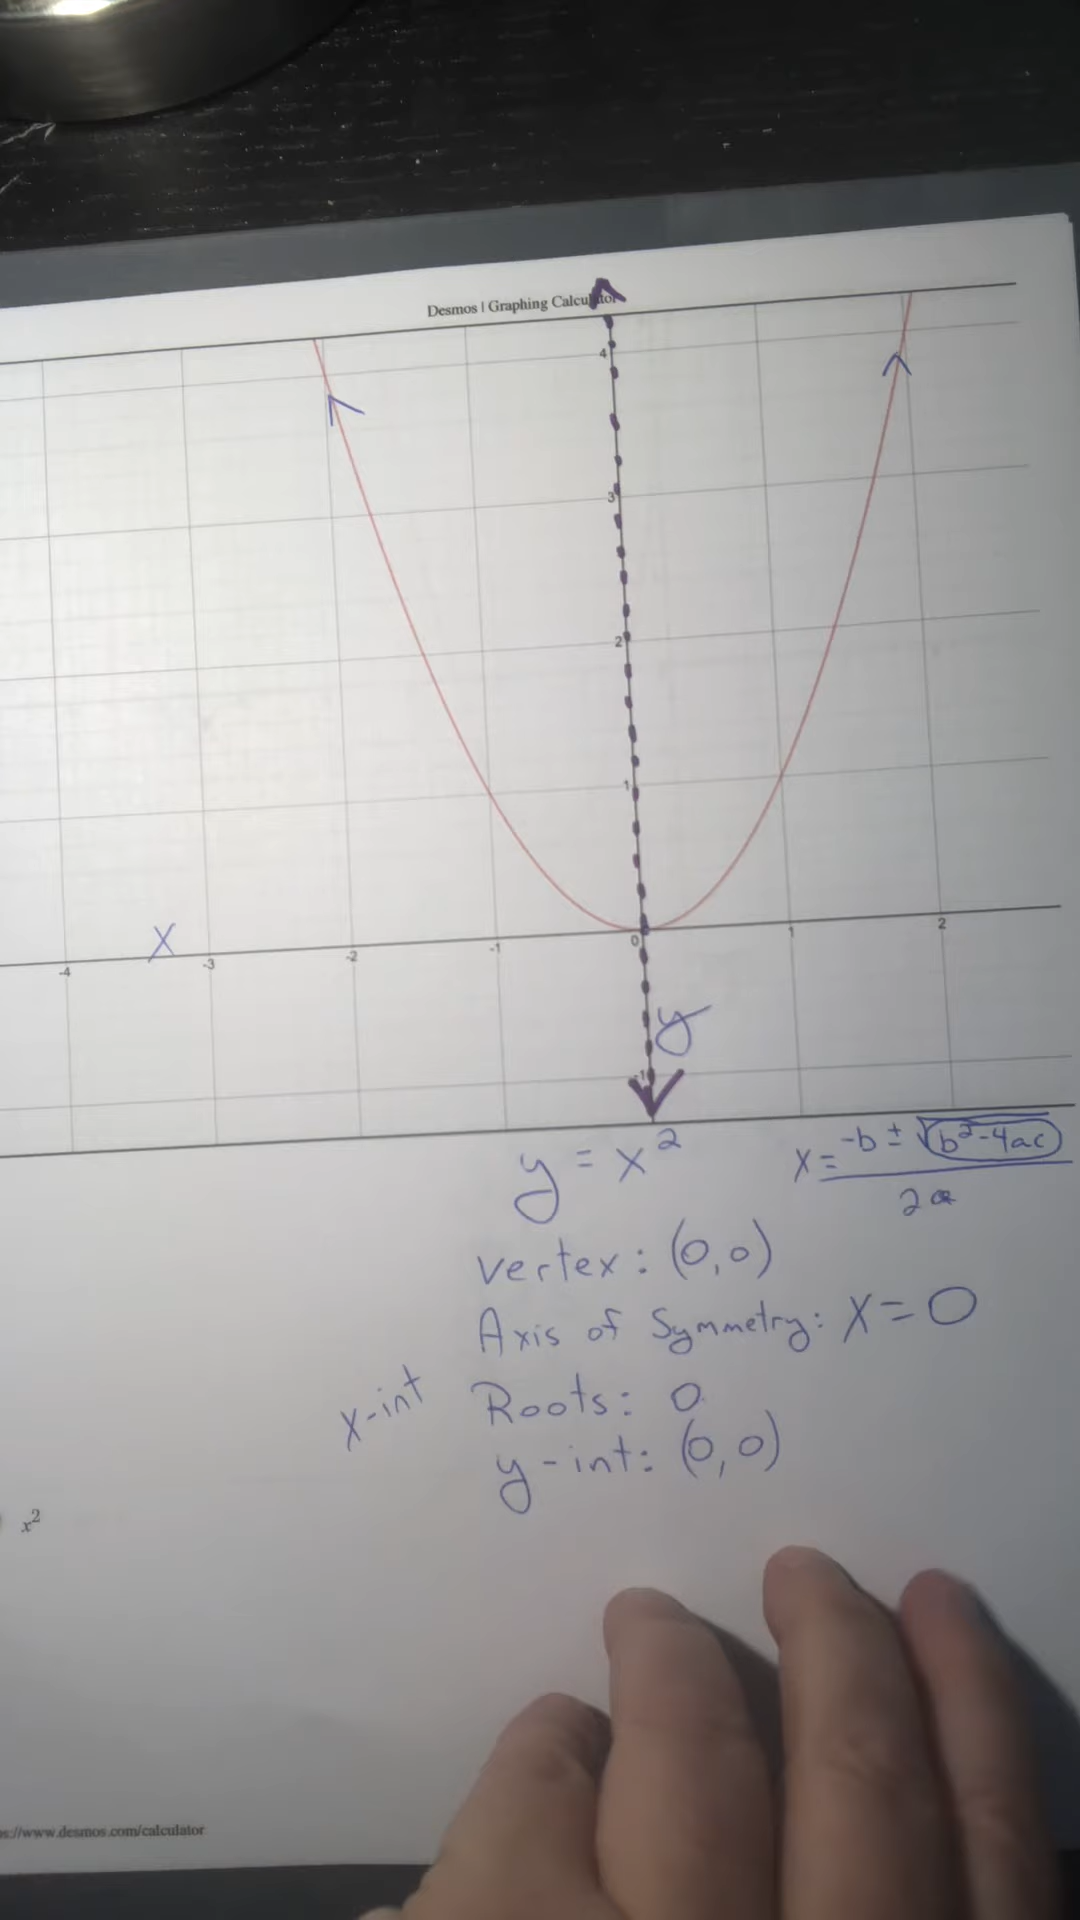 Desmos | Graphing Calculator
4
3
2
1
X
-4 -3 -2 -1 0 1 2
y
-1
y = x²
x = -b ± √b²-4ac / 2a
vertex: (0,0)
Axis of Symmetry: X=0
x-int Roots: 0
y-int: (0,0)
x²
s://www.desmos.com/calculator